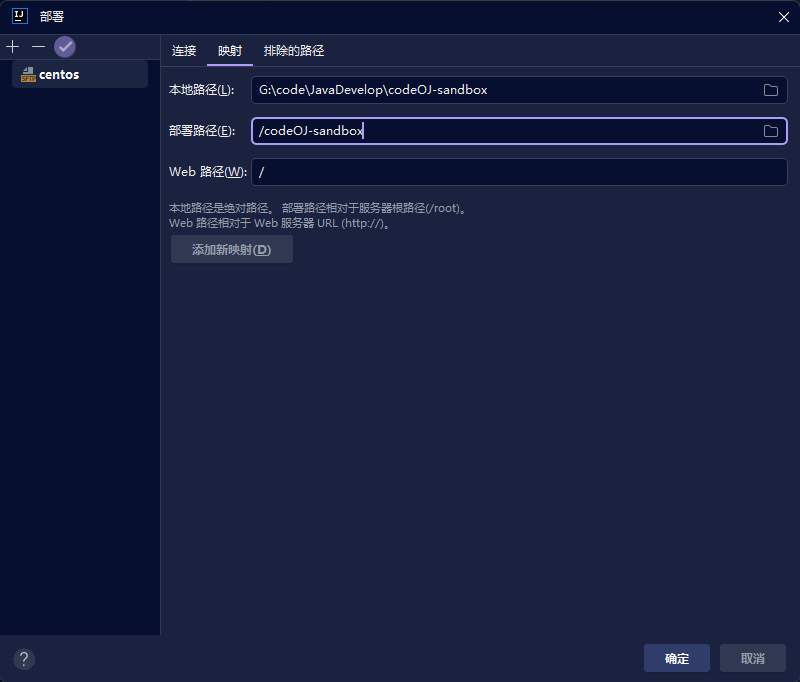 部署
centos
连接 映射 排除的路径
本地路径(L): G:\code\JavaDevelop\codeOJ-sandbox
部署路径(E): /codeOJ-sandbox
Web 路径(W): /
本地路径是绝对路径。 部署路径相对于服务器根路径(/root)。
Web 路径相对于 Web 服务器 URL (http://)。
添加新映射(D)
? 确定 取消